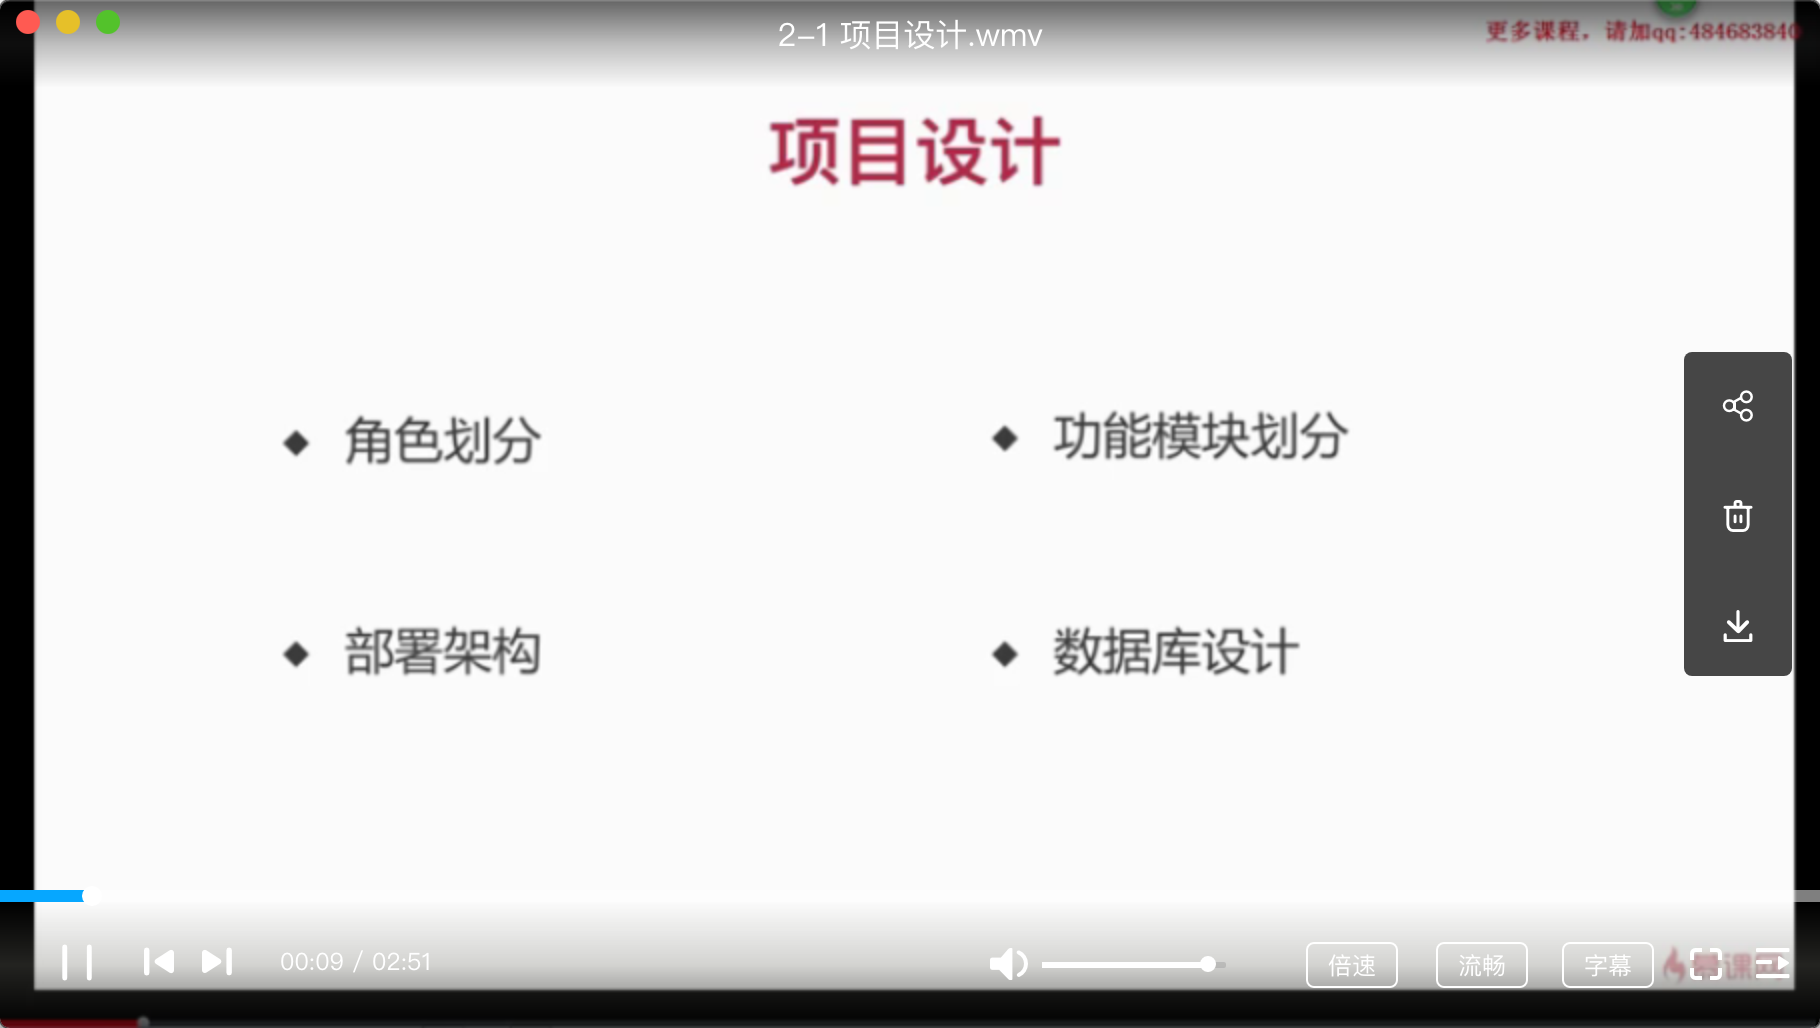 2-1 项目设计.wmv
更多课程，请加qq:484683840
项目设计
◆ 角色划分
◆ 功能模块划分
◆ 部署架构
◆ 数据库设计
00:09 / 02:51
倍速
流畅
字幕